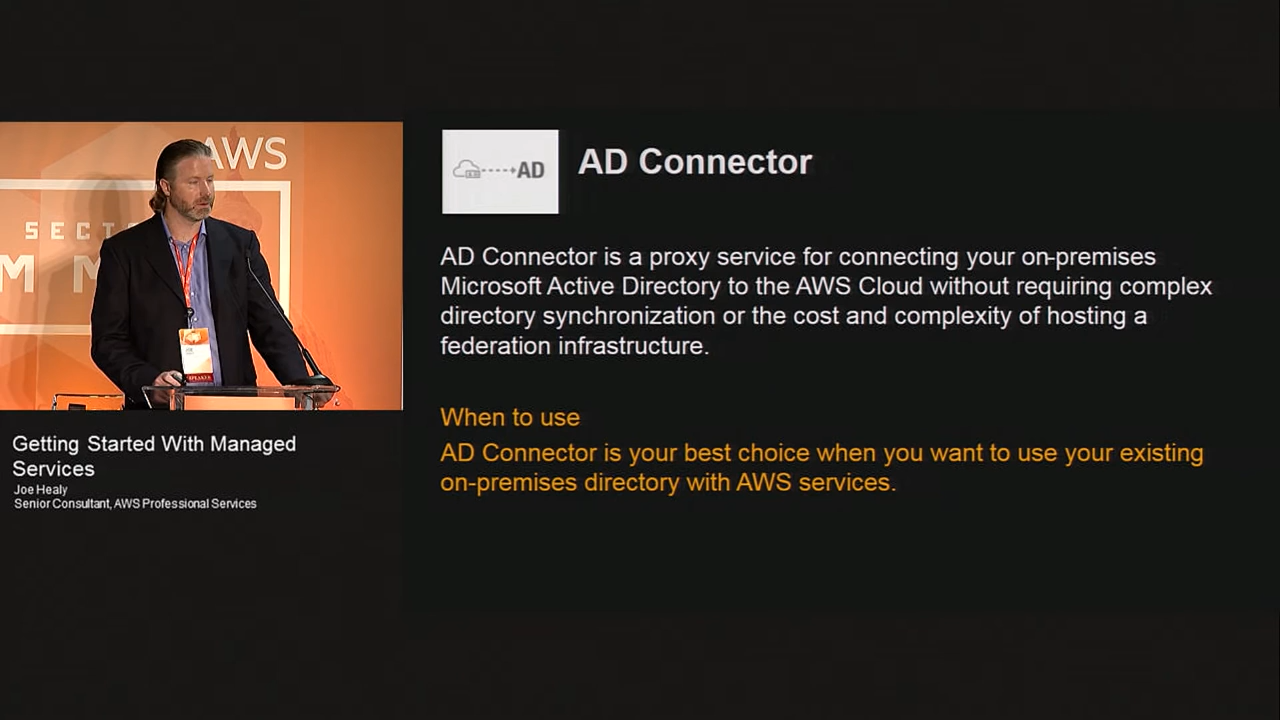 AWS
SECTO
M M
SPEAKER
Getting Started With Managed
Services
Joe Healy
Senior Consultant, AWS Professional Services
AD
AD Connector
AD Connector is a proxy service for connecting your on-premises
Microsoft Active Directory to the AWS Cloud without requiring complex
directory synchronization or the cost and complexity of hosting a
federation infrastructure.
When to use
AD Connector is your best choice when you want to use your existing
on-premises directory with AWS services.